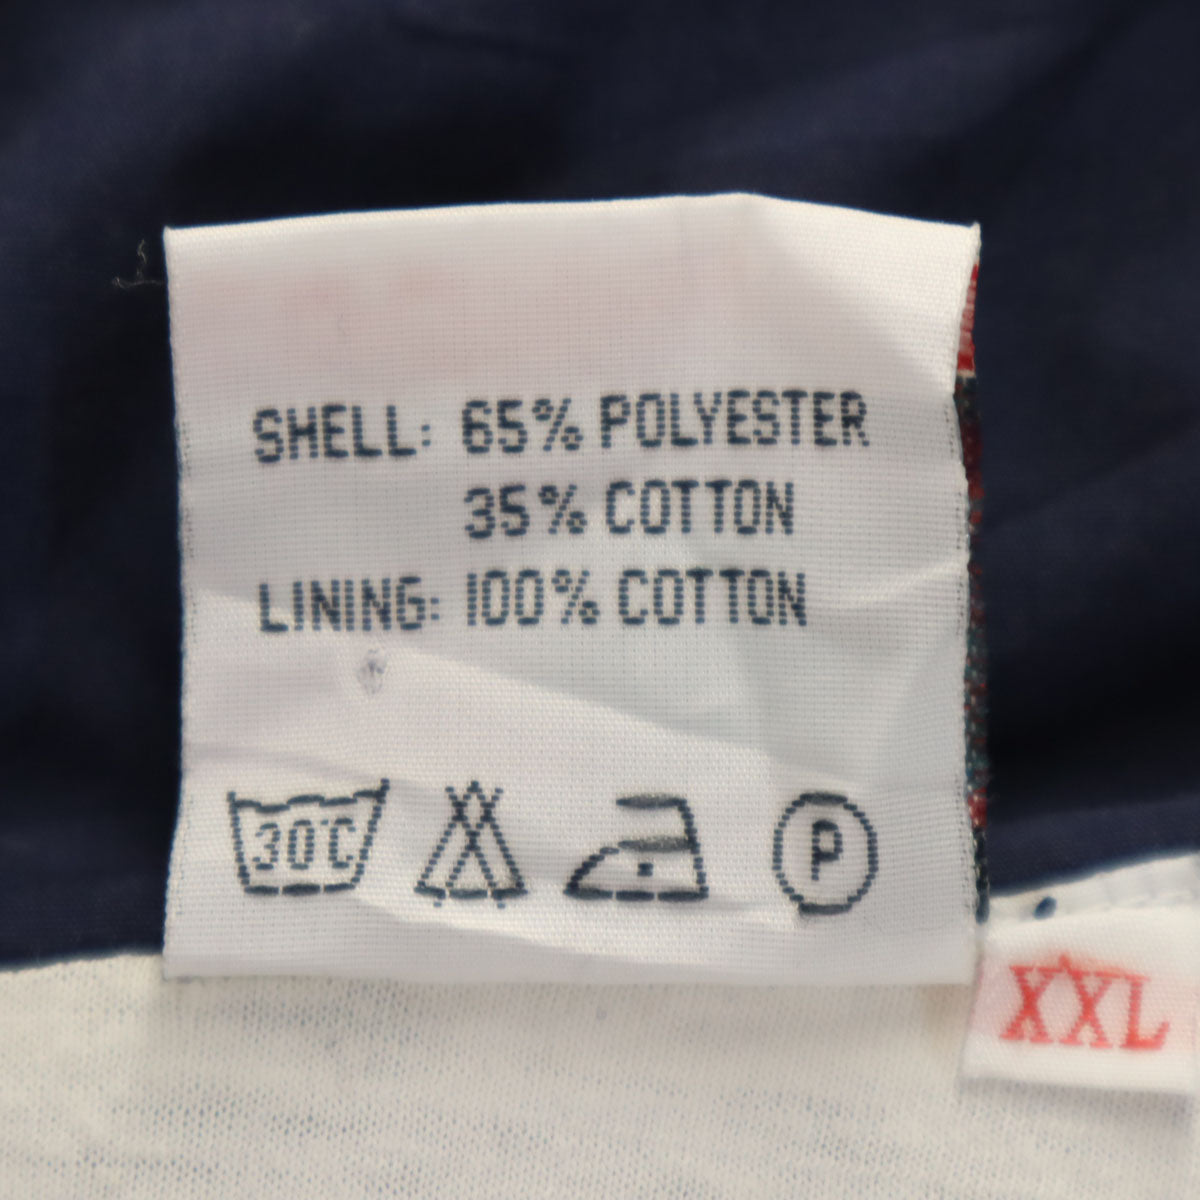 SHELL: 65% POLYESTER
35% COTTON
LINING: 100% COTTON
30°C
P
XXL